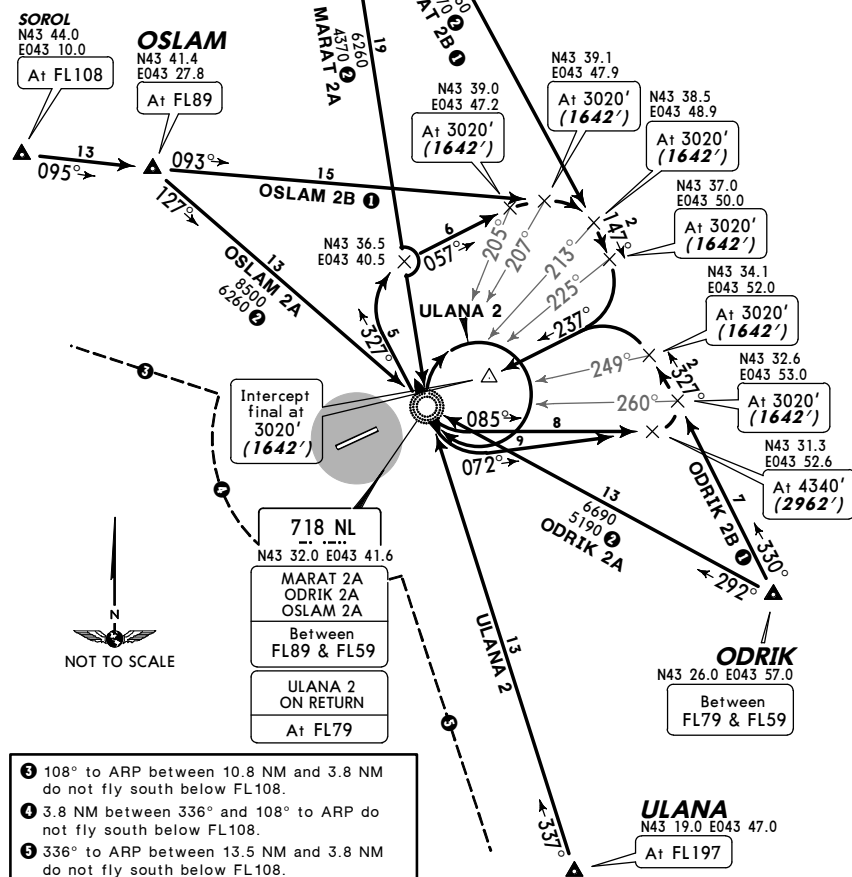 SOROL
N43 44.0
E043 10.0
At FL108
OSLAM
N43 41.4
E043 27.8
At FL89
13
095°
093°
15
OSLAM 2B ❶
127°
13
OSLAM 2A
8500
6260 ❷
19
6260
4370 ❷
MARAT 2A
AT 2B ❶
N43 39.0
E043 47.2
At 3020'
(1642')
N43 39.1
E043 47.9
At 3020'
(1642')
N43 38.5
E043 48.9
At 3020'
(1642')
N43 37.0
E043 50.0
At 3020'
(1642')
2
147°
N43 36.5
E043 40.5
6
057°
205°
207°
213°
225°
237°
ULANA 2
5
327°
N43 34.1
E043 52.0
At 3020'
(1642')
249°
2
327°
N43 32.6
E043 53.0
At 3020'
(1642')
260°
085°
8
9
072°
N43 31.3
E043 52.6
At 4340'
(2962')
Intercept
final at
3020'
(1642')
❸
❹
718 NL
N43 32.0 E043 41.6
MARAT 2A
ODRIK 2A
OSLAM 2A
Between
FL89 & FL59
ULANA 2
ON RETURN
At FL79
13
6690
5190 ❷
ODRIK 2A
7
ODRIK 2B ❶
330°
292°
ODRIK
N43 26.0 E043 57.0
Between
FL79 & FL59
N
NOT TO SCALE
13
ULANA 2
❺
337°
ULANA
N43 19.0 E043 47.0
At FL197
❸ 108° to ARP between 10.8 NM and 3.8 NM
do not fly south below FL108.
❹ 3.8 NM between 336° and 108° to ARP do
not fly south below FL108.
❺ 336° to ARP between 13.5 NM and 3.8 NM
do not fly south below FL108.